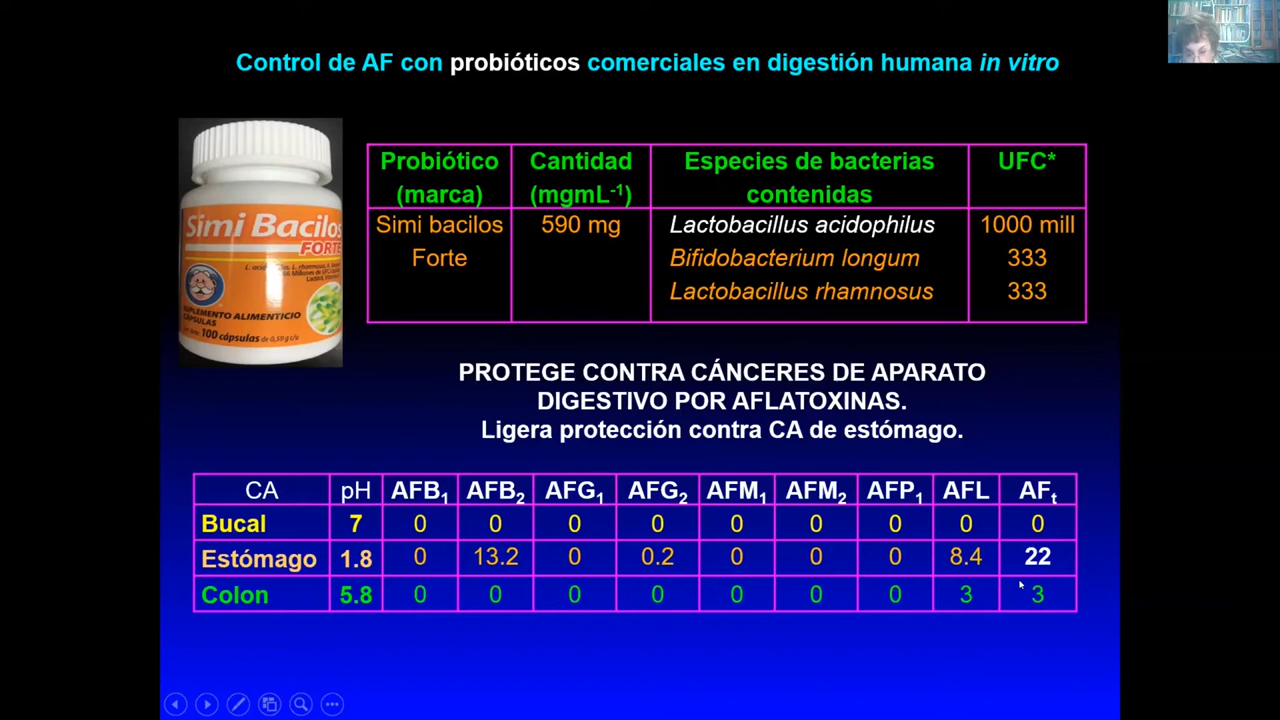 Control de AF con probióticos comerciales en digestión humana in vitro
Simi Bacilos
FORTE
SUPLEMENTO ALIMENTICIO
CÁPSULAS
100 cápsulas de 0,59 g c/u
Probiótico (marca) Cantidad (mgmL-1) Especies de bacterias contenidas UFC*
Simi bacilos Forte 590 mg Lactobacillus acidophilus 1000 mill
Bifidobacterium longum 333
Lactobacillus rhamnosus 333
PROTEGE CONTRA CÁNCERES DE APARATO
DIGESTIVO POR AFLATOXINAS.
Ligera protección contra CA de estómago.
CA pH AFB1 AFB2 AFG1 AFG2 AFM1 AFM2 AFP1 AFL AFt
Bucal 7 0 0 0 0 0 0 0 0 0
Estómago 1.8 0 13.2 0 0.2 0 0 0 8.4 22
Colon 5.8 0 0 0 0 0 0 0 3 3